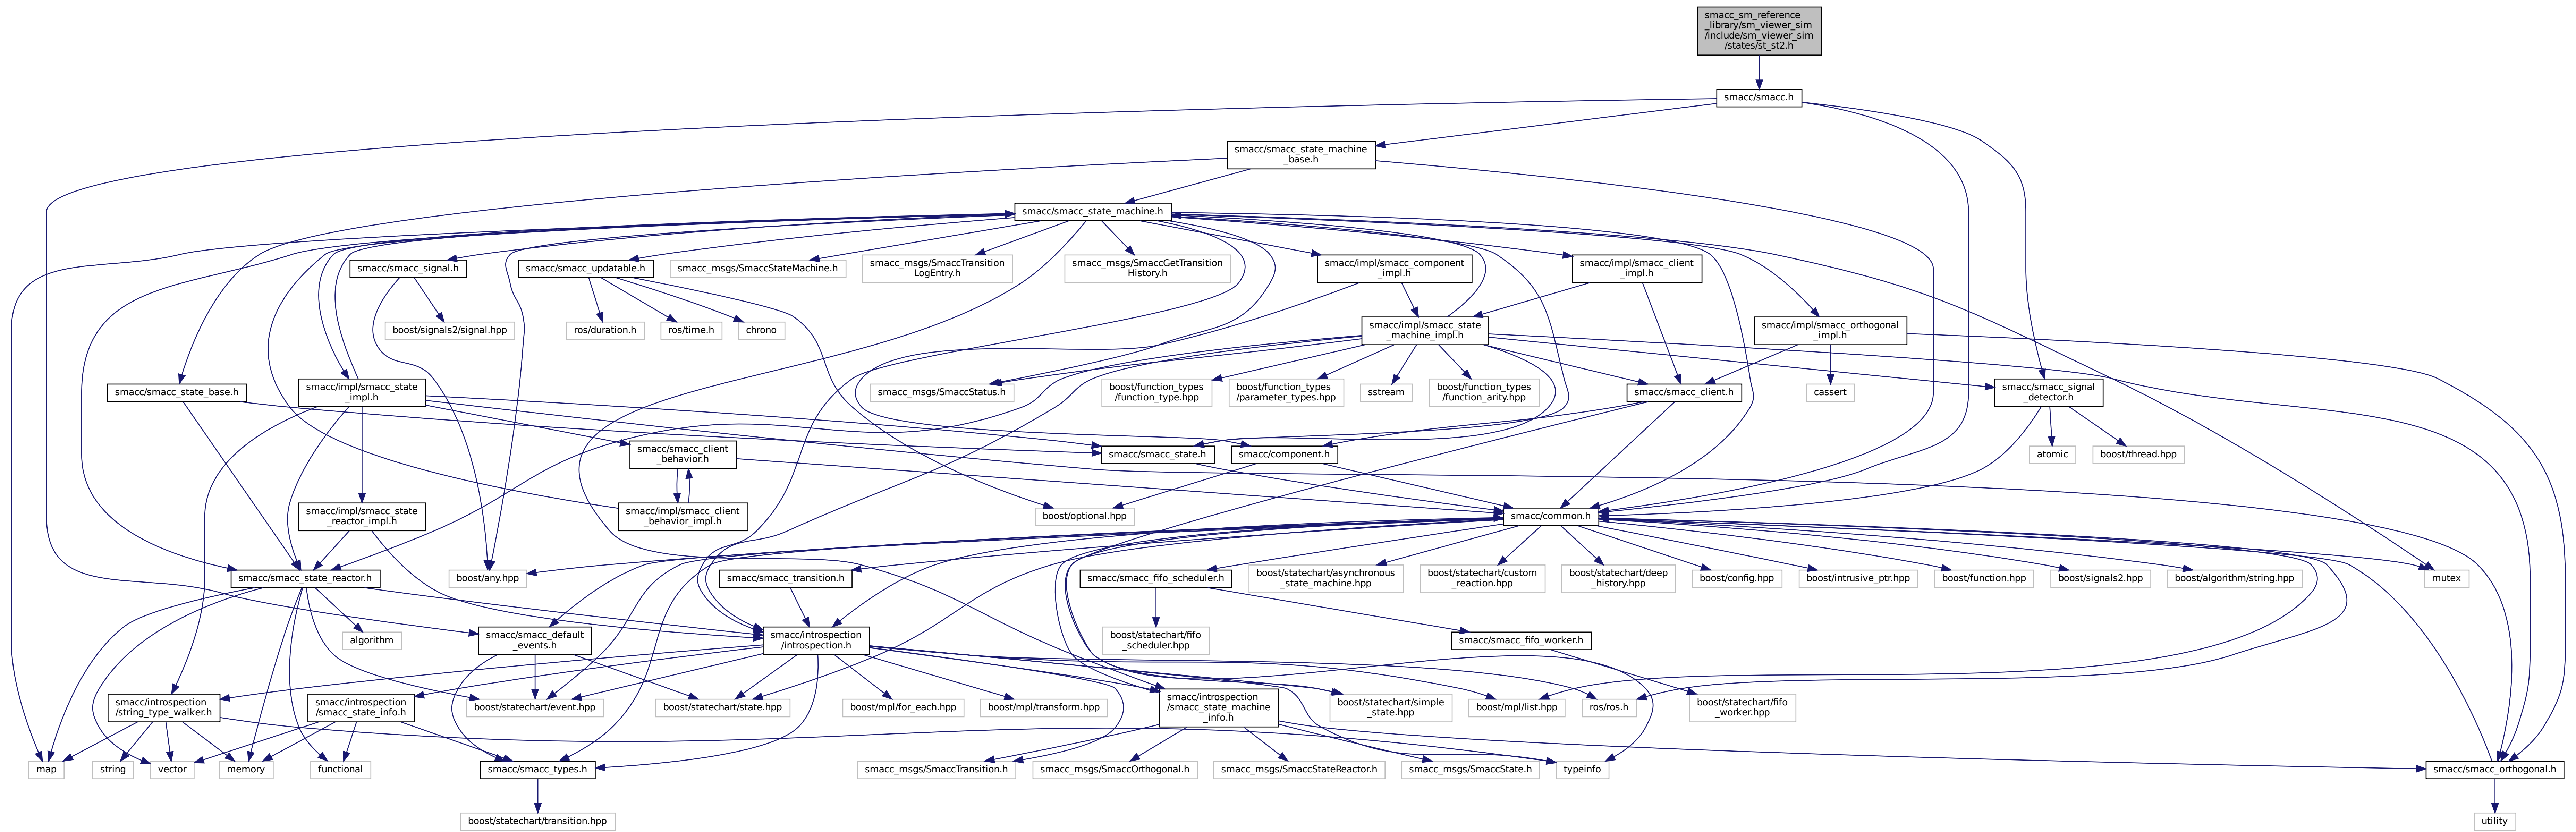 smacc_sm_reference
_library/sm_viewer_sim
/include/sm_viewer_sim
/states/st_st2.h
smacc/smacc.h
smacc/smacc_state_machine
_base.h
smacc/smacc_state_machine.h
smacc/smacc_signal.h
smacc/smacc_updatable.h
smacc_msgs/SmaccStateMachine.h
smacc_msgs/SmaccTransition
LogEntry.h
smacc_msgs/SmaccGetTransition
History.h
smacc/impl/smacc_component
_impl.h
smacc/impl/smacc_client
_impl.h
boost/signals2/signal.hpp
ros/duration.h
ros/time.h
chrono
smacc/impl/smacc_state
_machine_impl.h
smacc/impl/smacc_orthogonal
_impl.h
smacc/smacc_state_base.h
smacc/impl/smacc_state
_impl.h
smacc_msgs/SmaccStatus.h
boost/function_types
/function_type.hpp
boost/function_types
/parameter_types.hpp
sstream
boost/function_types
/function_arity.hpp
smacc/smacc_client.h
cassert
smacc/smacc_signal
_detector.h
smacc/smacc_client
_behavior.h
smacc/smacc_state.h
smacc/component.h
atomic
boost/thread.hpp
smacc/impl/smacc_state
_reactor_impl.h
smacc/impl/smacc_client
_behavior_impl.h
boost/optional.hpp
smacc/common.h
smacc/smacc_state_reactor.h
boost/any.hpp
smacc/smacc_transition.h
smacc/smacc_fifo_scheduler.h
boost/statechart/asynchronous
_state_machine.hpp
boost/statechart/custom
_reaction.hpp
boost/statechart/deep
_history.hpp
boost/config.hpp
boost/intrusive_ptr.hpp
boost/function.hpp
boost/signals2.hpp
boost/algorithm/string.hpp
mutex
algorithm
smacc/smacc_default
_events.h
smacc/introspection
/introspection.h
boost/statechart/fifo
_scheduler.hpp
smacc/smacc_fifo_worker.h
smacc/introspection
/string_type_walker.h
smacc/introspection
/smacc_state_info.h
boost/statechart/event.hpp
boost/statechart/state.hpp
boost/mpl/for_each.hpp
boost/mpl/transform.hpp
smacc/introspection
/smacc_state_machine
_info.h
boost/statechart/simple
_state.hpp
boost/mpl/list.hpp
ros/ros.h
boost/statechart/fifo
_worker.hpp
map
string
vector
memory
functional
smacc/smacc_types.h
smacc_msgs/SmaccTransition.h
smacc_msgs/SmaccOrthogonal.h
smacc_msgs/SmaccStateReactor.h
smacc_msgs/SmaccState.h
typeinfo
smacc/smacc_orthogonal.h
boost/statechart/transition.hpp
utility